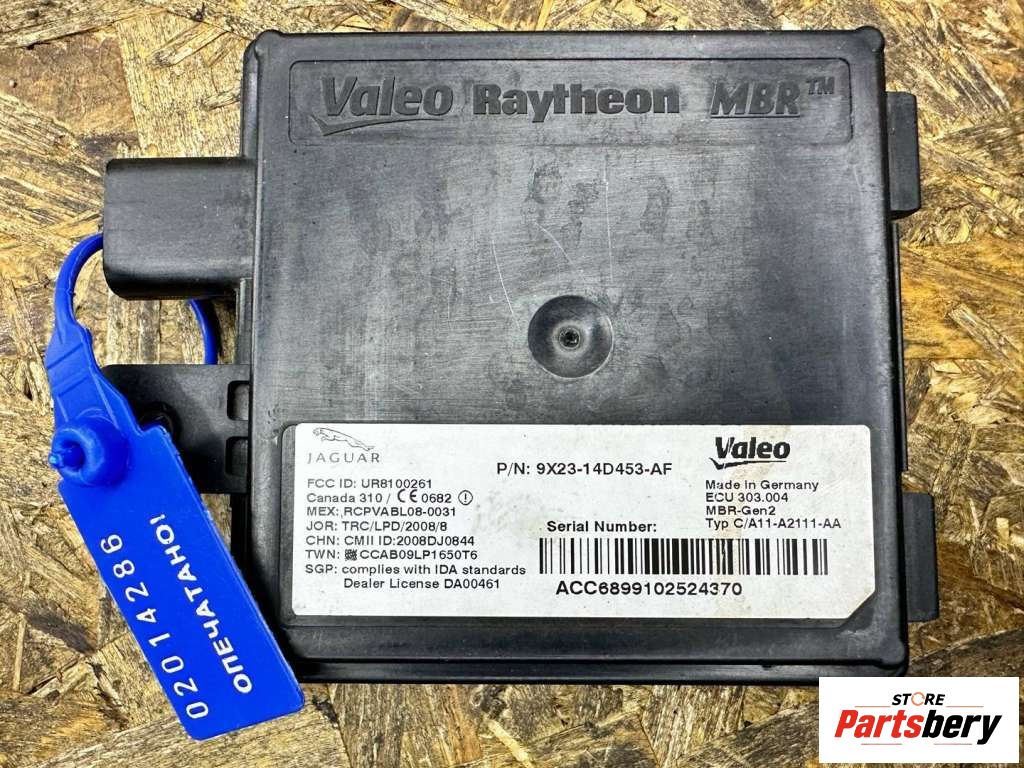 Valeo Raytheon MBR™
JAGUAR
P/N: 9X23-14D453-AF
Valeo
FCC ID: UR8100261
Canada 310 / CE 0682
MEX: RCPVABL08-0031
JOR: TRC/LPD/2008/8
CHN: CMII ID:2008DJ0844
TWN: CCAB09LP1650T6
SGP: complies with IDA standards
Dealer License DA00461
Made in Germany
ECU 303.004
MBR-Gen2
Typ C/A11-A2111-AA
Serial Number:
ACC6899102524370
02014286
ОПЕЧАТАНО!
STORE
Partsbery